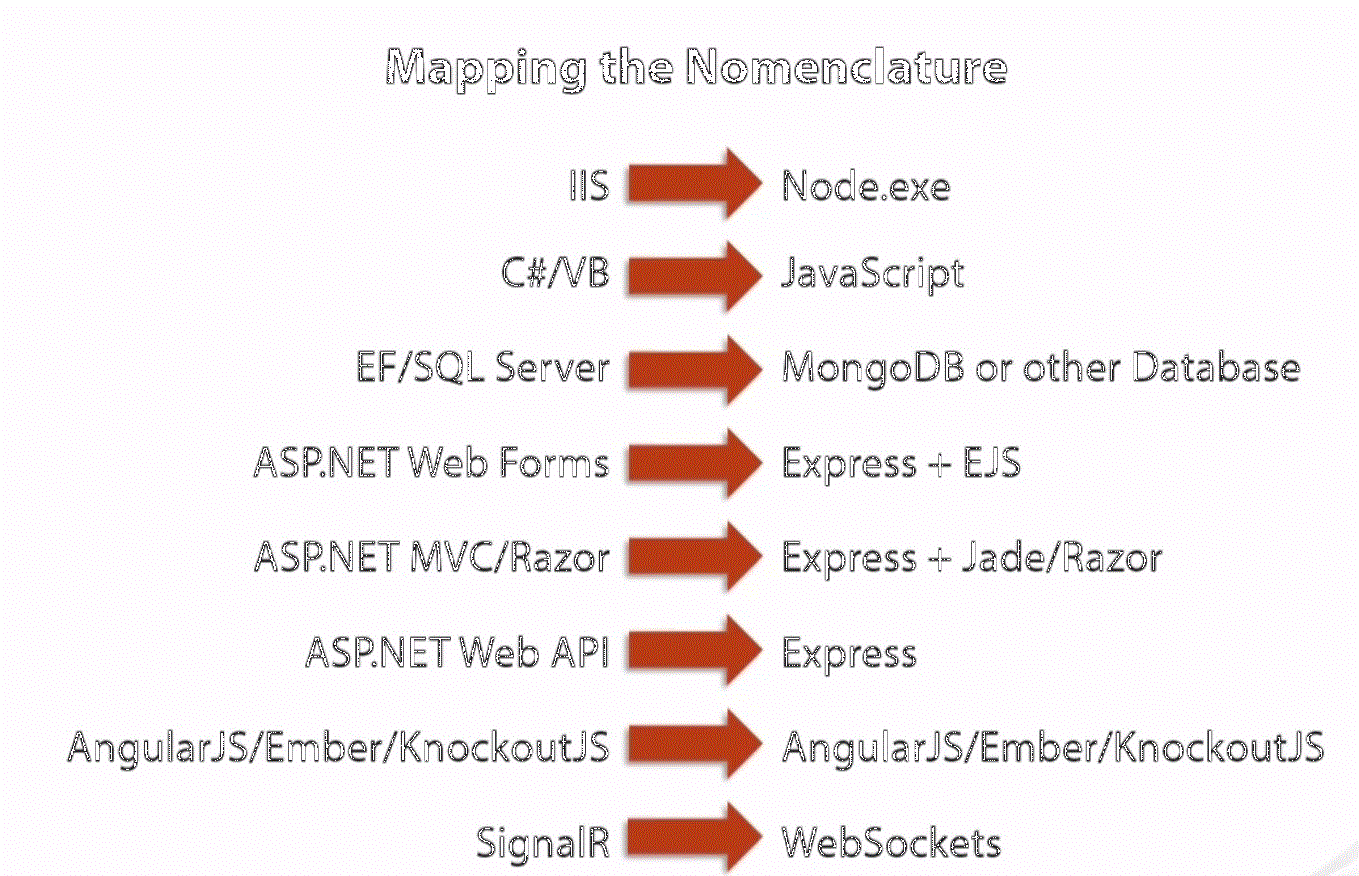 Mapping the Nomenclature
IIS Node.exe
C#/VB JavaScript
EF/SQL Server MongoDB or other Database
ASP.NET Web Forms Express + EJS
ASP.NET MVC/Razor Express + Jade/Razor
ASP.NET Web API Express
AngularJS/Ember/KnockoutJS AngularJS/Ember/KnockoutJS
SignalR WebSockets